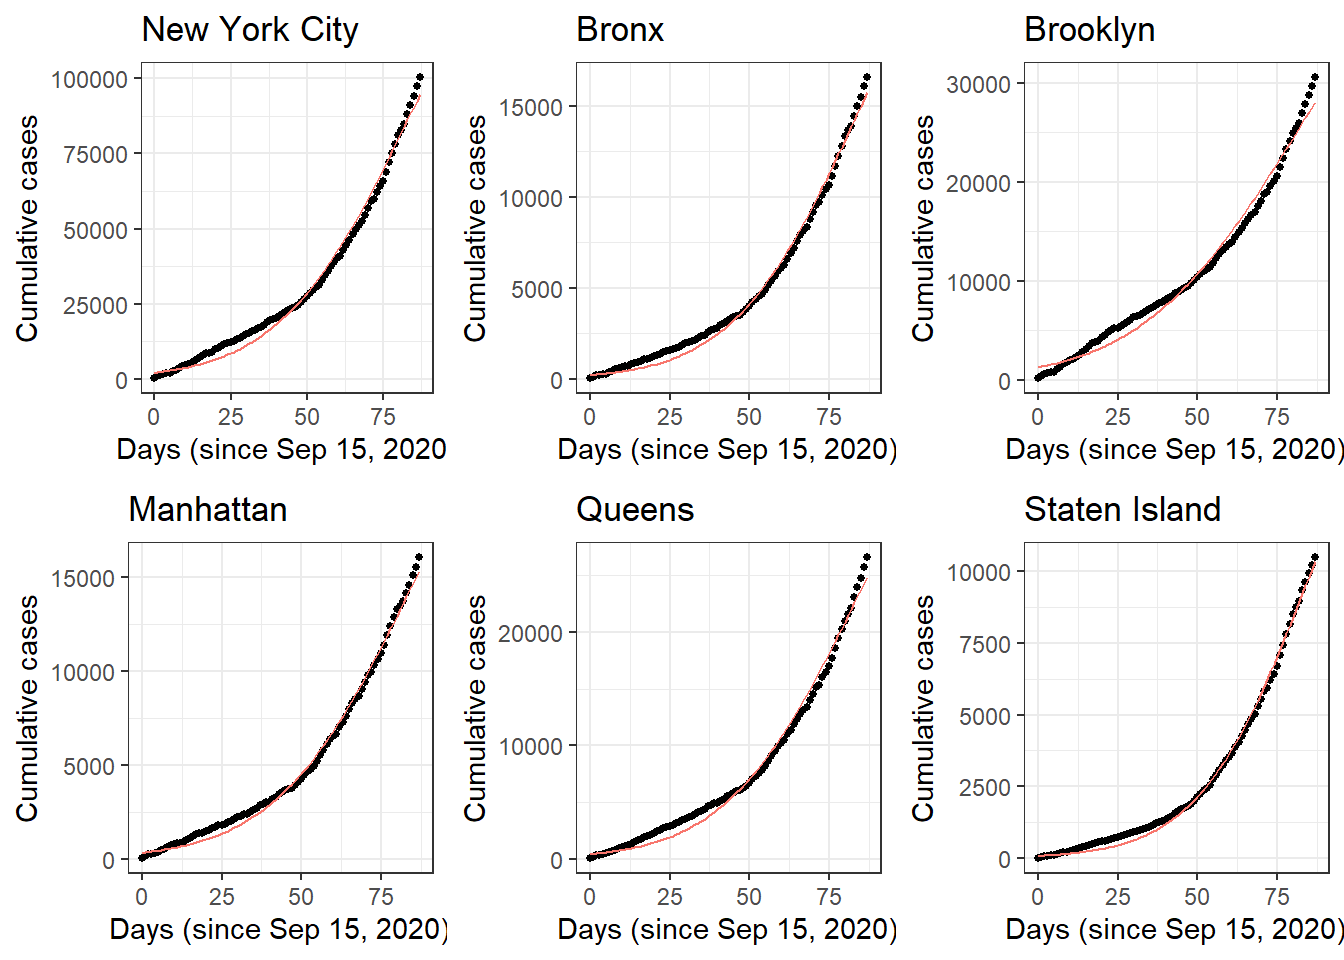 New York City
Bronx
Brooklyn
Cumulative cases
100000
75000
50000
25000
0
0 25 50 75
Days (since Sep 15, 2020
Cumulative cases
15000
10000
5000
0
0 25 50 75
Days (since Sep 15, 2020)
Cumulative cases
30000
20000
10000
0
0 25 50 75
Days (since Sep 15, 2020)
Manhattan
Queens
Staten Island
Cumulative cases
15000
10000
5000
0
0 25 50 75
Days (since Sep 15, 2020)
Cumulative cases
20000
10000
0
0 25 50 75
Days (since Sep 15, 2020)
Cumulative cases
10000
7500
5000
2500
0
0 25 50 75
Days (since Sep 15, 2020)